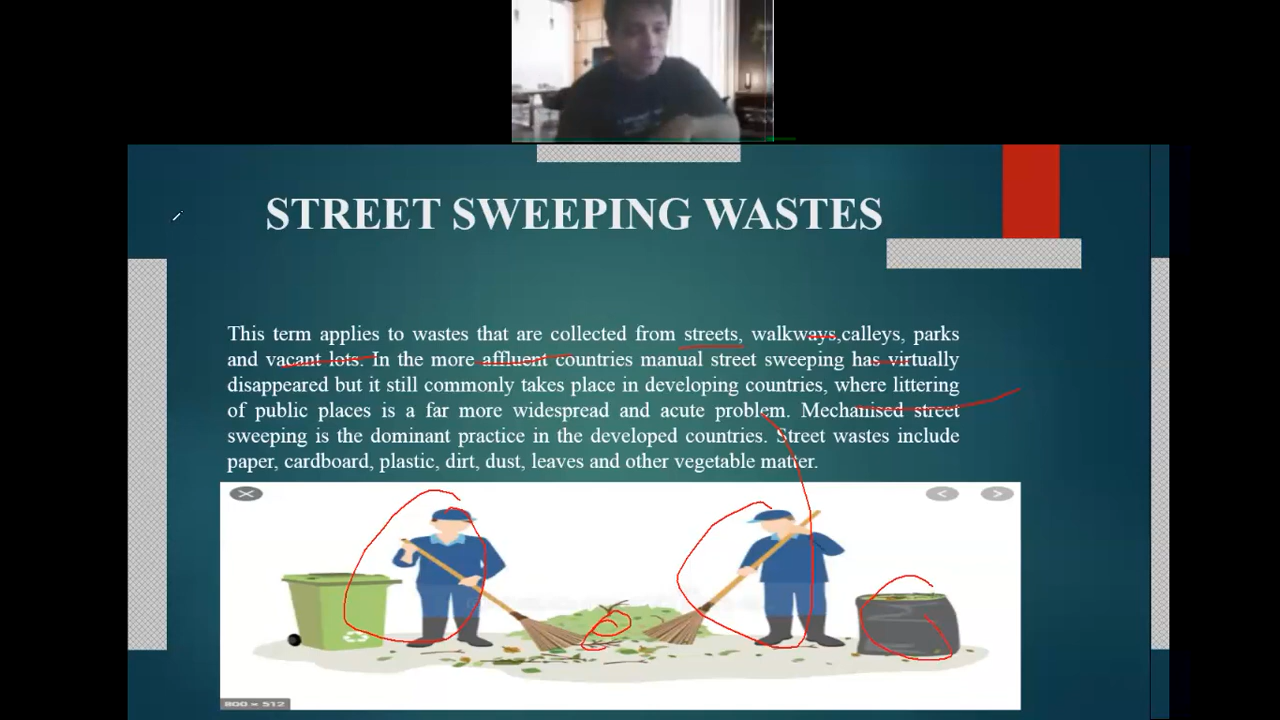 STREET SWEEPING WASTES
This term applies to wastes that are collected from streets, walkways,calleys, parks
and vacant lots. In the more affluent countries manual street sweeping has virtually
disappeared but it still commonly takes place in developing countries, where littering
of public places is a far more widespread and acute problem. Mechanised street
sweeping is the dominant practice in the developed countries. Street wastes include
paper, cardboard, plastic, dirt, dust, leaves and other vegetable matter.
800 × 512